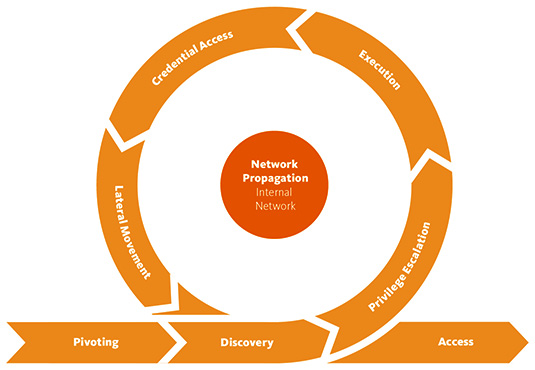 Credential Access
Execution
Network
Propagation
Internal
Network
Lateral Movement
Privilege Escalation
Pivoting
Discovery
Access